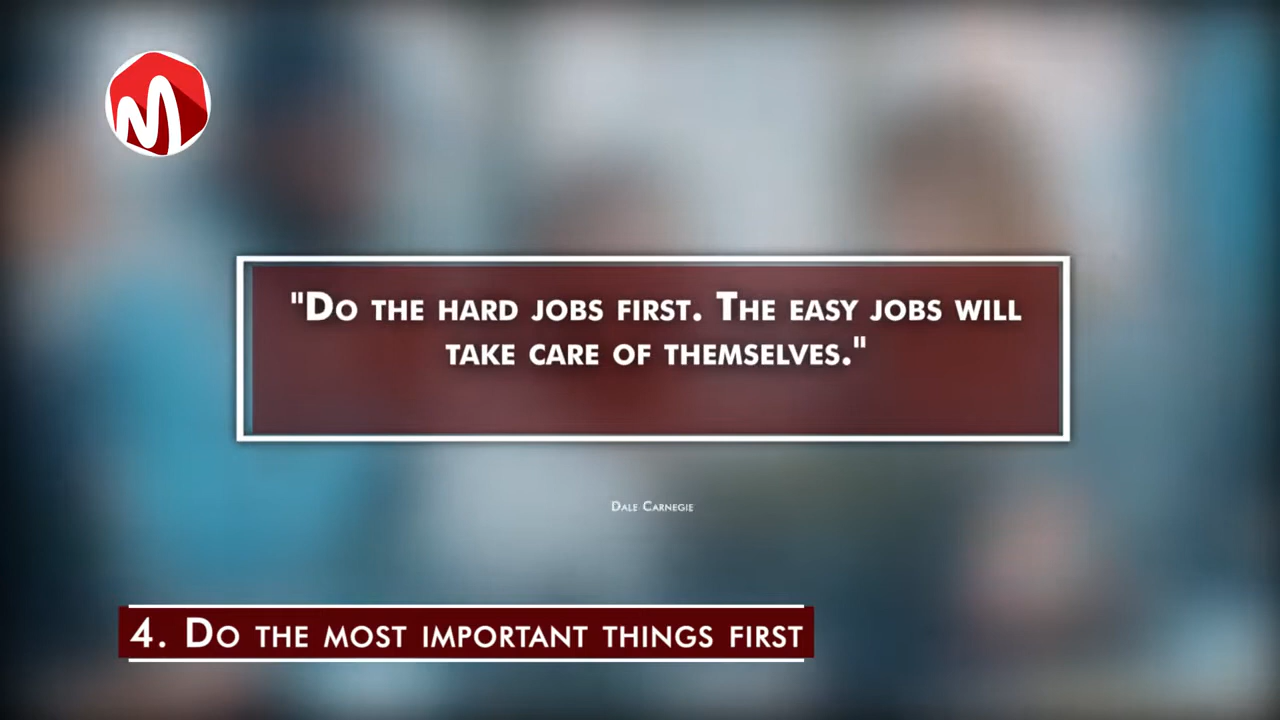 "Do the hard jobs first. The easy jobs will
take care of themselves."
Dale Carnegie
4. Do the most important things first